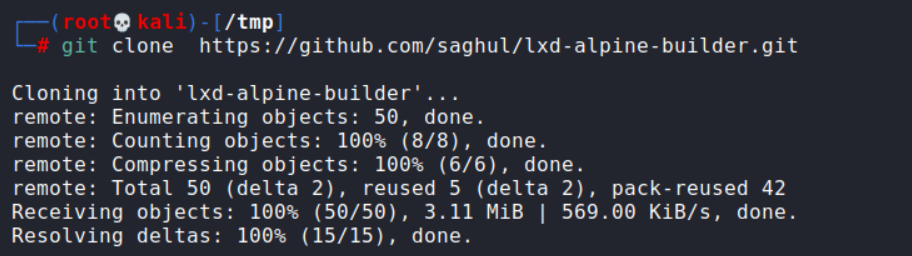 ┌──(root💀kali)-[/tmp]
└─# git clone  https://github.com/saghul/lxd-alpine-builder.git
Cloning into 'lxd-alpine-builder'...
remote: Enumerating objects: 50, done.
remote: Counting objects: 100% (8/8), done.
remote: Compressing objects: 100% (6/6), done.
remote: Total 50 (delta 2), reused 5 (delta 2), pack-reused 42
Receiving objects: 100% (50/50), 3.11 MiB | 569.00 KiB/s, done.
Resolving deltas: 100% (15/15), done.